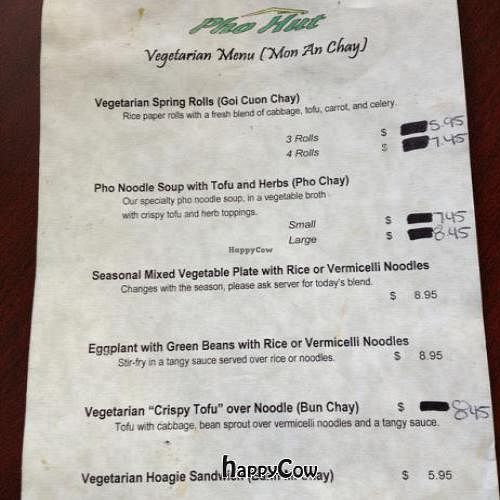 Pho Hut
Vegetarian Menu (Mon An Chay)
Vegetarian Spring Rolls (Goi Cuon Chay)
Rice paper rolls with a fresh blend of cabbage, tofu, carrot, and celery.
3 Rolls $ 5.95
4 Rolls $ 7.45
Pho Noodle Soup with Tofu and Herbs (Pho Chay)
Our specialty pho noodle soup, in a vegetable broth
with crispy tofu and herb toppings.
Small $ 7.45
Large $ 8.45
HappyCow
Seasonal Mixed Vegetable Plate with Rice or Vermicelli Noodles
Changes with the season, please ask server for today's blend.
$ 8.95
Eggplant with Green Beans with Rice or Vermicelli Noodles
Stir-fry in a tangy sauce served over rice or noodles. $ 8.95
Vegetarian "Crispy Tofu" over Noodle (Bun Chay) $ 8.45
Tofu with cabbage, bean sprout over vermicelli noodles and a tangy sauce.
Vegetarian Hoagie Sandwich Chay) $ 5.95
happyCow